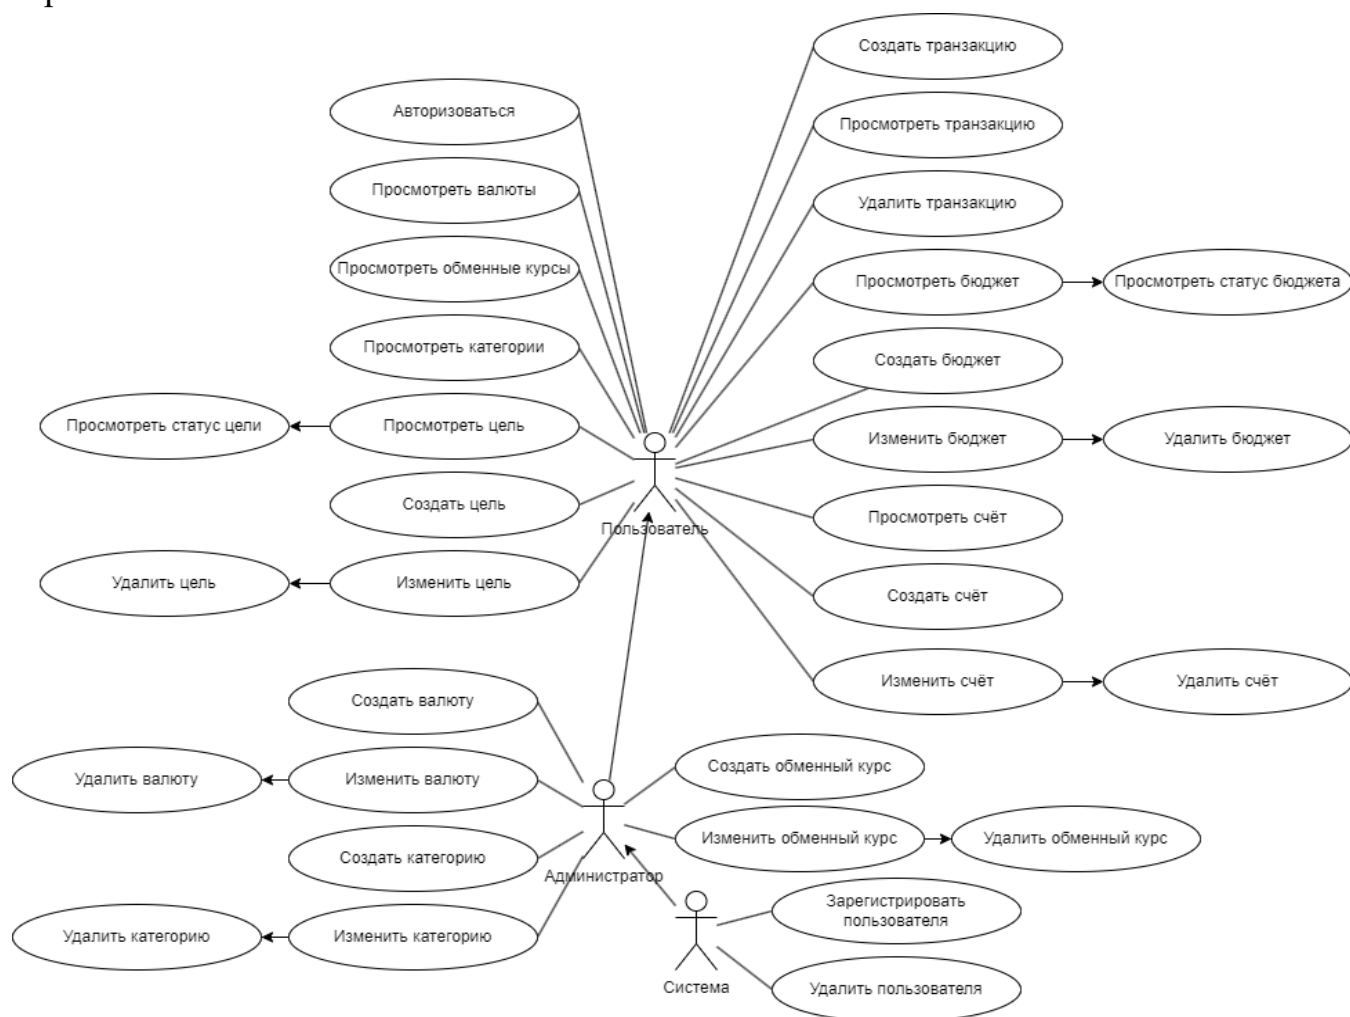 Создать транзакцию
Авторизоваться
Просмотреть транзакцию
Просмотреть валюты
Удалить транзакцию
Просмотреть обменные курсы
Просмотреть бюджет
Просмотреть статус бюджета
Просмотреть категории
Создать бюджет
Просмотреть статус цели
Просмотреть цель
Изменить бюджет
Удалить бюджет
Создать цель
Просмотреть счёт
Пользователь
Удалить цель
Изменить цель
Создать счёт
Изменить счёт
Удалить счёт
Создать валюту
Создать обменный курс
Удалить валюту
Изменить валюту
Изменить обменный курс
Удалить обменный курс
Создать категорию
Администратор
Зарегистрировать
пользователя
Удалить категорию
Изменить категорию
Система
Удалить пользователя